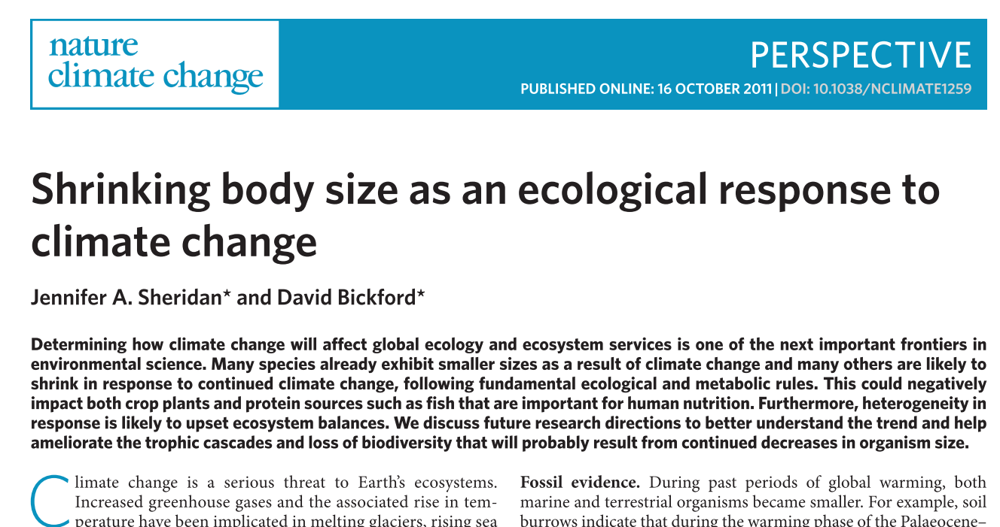 nature
climate change
PERSPECTIVE
PUBLISHED ONLINE: 16 OCTOBER 2011 | DOI: 10.1038/NCLIMATE1259
Shrinking body size as an ecological response to
climate change
Jennifer A. Sheridan* and David Bickford*
Determining how climate change will affect global ecology and ecosystem services is one of the next important frontiers in
environmental science. Many species already exhibit smaller sizes as a result of climate change and many others are likely to
shrink in response to continued climate change, following fundamental ecological and metabolic rules. This could negatively
impact both crop plants and protein sources such as fish that are important for human nutrition. Furthermore, heterogeneity in
response is likely to upset ecosystem balances. We discuss future research directions to better understand the trend and help
ameliorate the trophic cascades and loss of biodiversity that will probably result from continued decreases in organism size.
Climate change is a serious threat to Earth's ecosystems.
Increased greenhouse gases and the associated rise in tem-
perature have been implicated in melting glaciers, rising sea
Fossil evidence. During past periods of global warming, both
marine and terrestrial organisms became smaller. For example, soil
burrows indicate that during the warming phase of the Palaeocene–